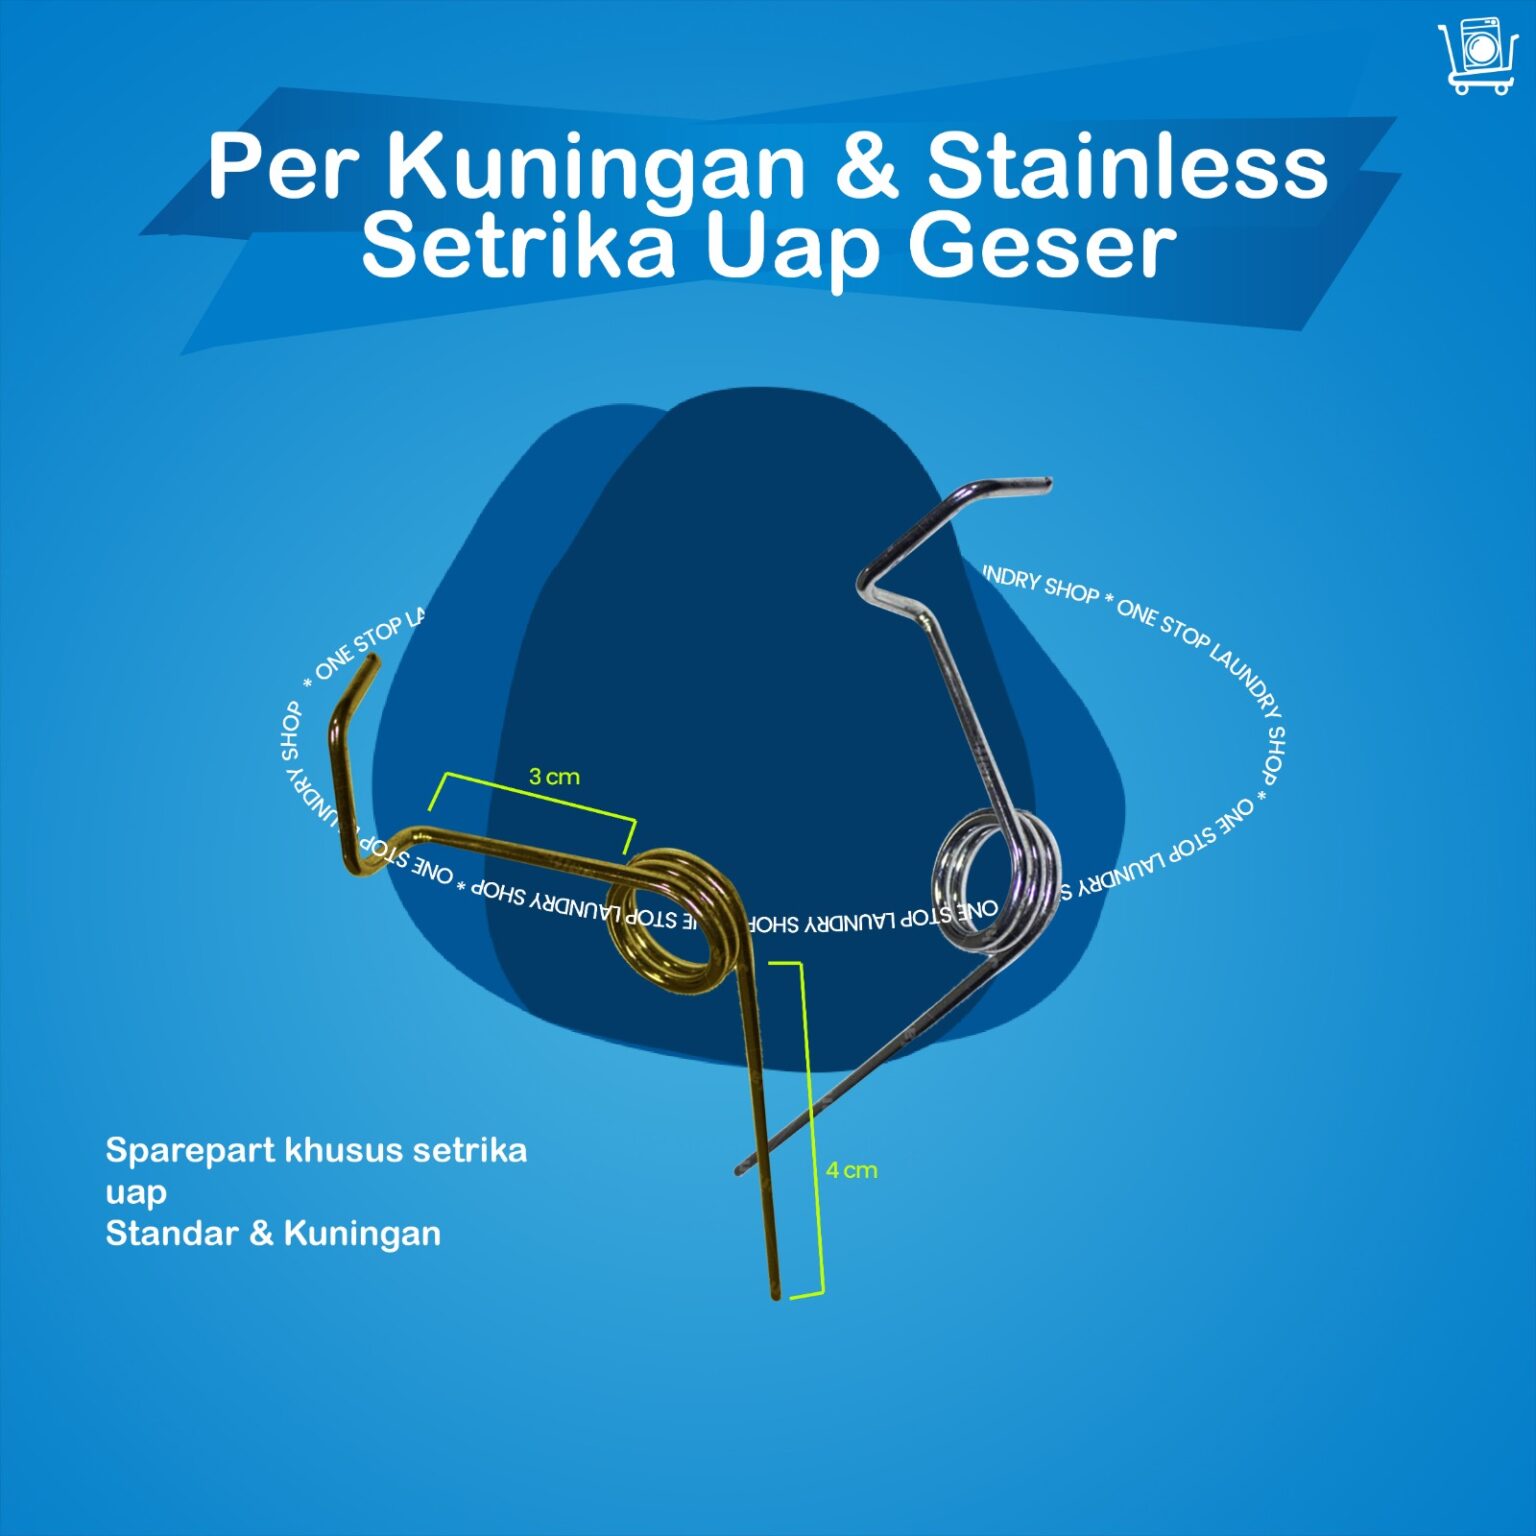 Per Kuningan & Stainless
Setrika Uap Geser
INDRY SHOP * ONE STOP LAUNDRY SHOP * ONE STOP LAUNDRY S
* ONE STOP LA
3 cm
UNDRY SHOP
ONE STOP
* ONE STOP LAUNDRY SHOP
ONE STOP LAUNDRY SHOP
4 cm
Sparepart khusus setrika
uap
Standar & Kuningan